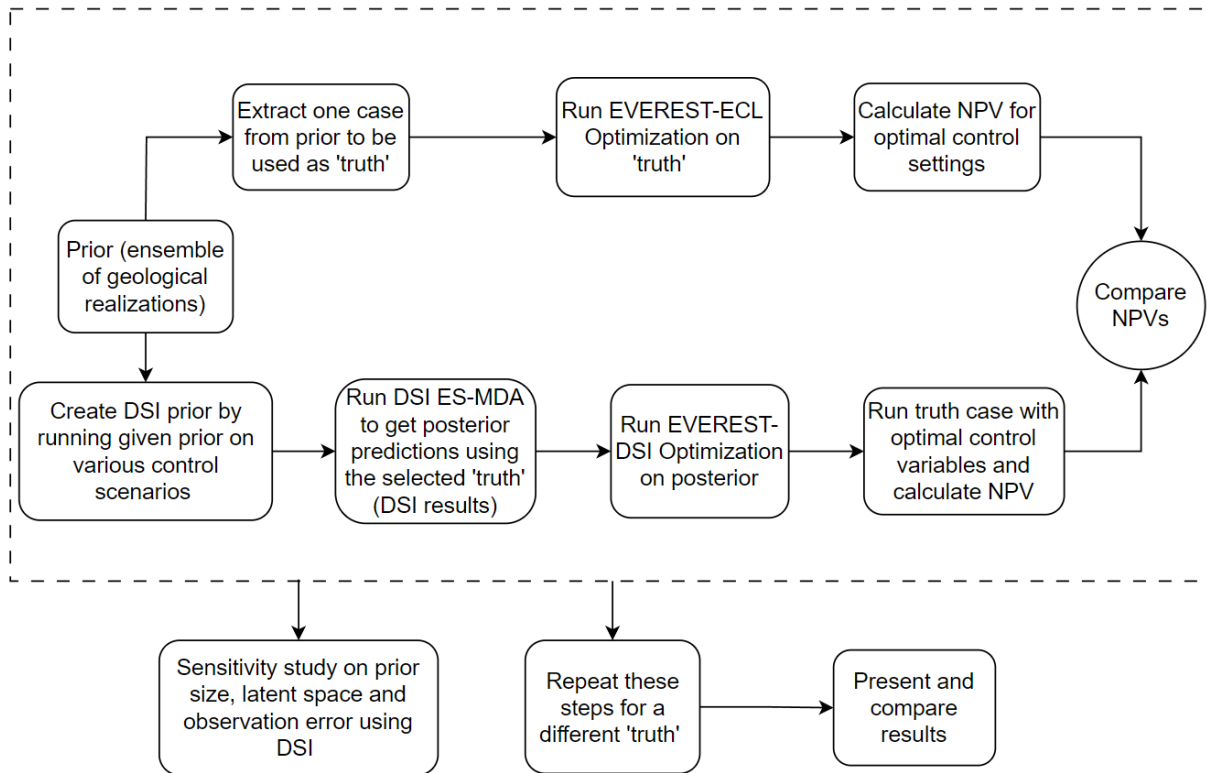 Extract one case
from prior to be
used as 'truth'
Run EVEREST-ECL
Optimization on
'truth'
Calculate NPV for
optimal control
settings
Prior (ensemble
of geological
realizations)
Compare
NPVs
Create DSI prior by
running given prior on
various control
scenarios
Run DSI ES-MDA
to get posterior
predictions using
the selected 'truth'
(DSI results)
Run EVEREST-
DSI Optimization
on posterior
Run truth case with
optimal control
variables and
calculate NPV
Sensitivity study on prior
size, latent space and
observation error using
DSI
Repeat these
steps for a
different 'truth'
Present and
compare
results